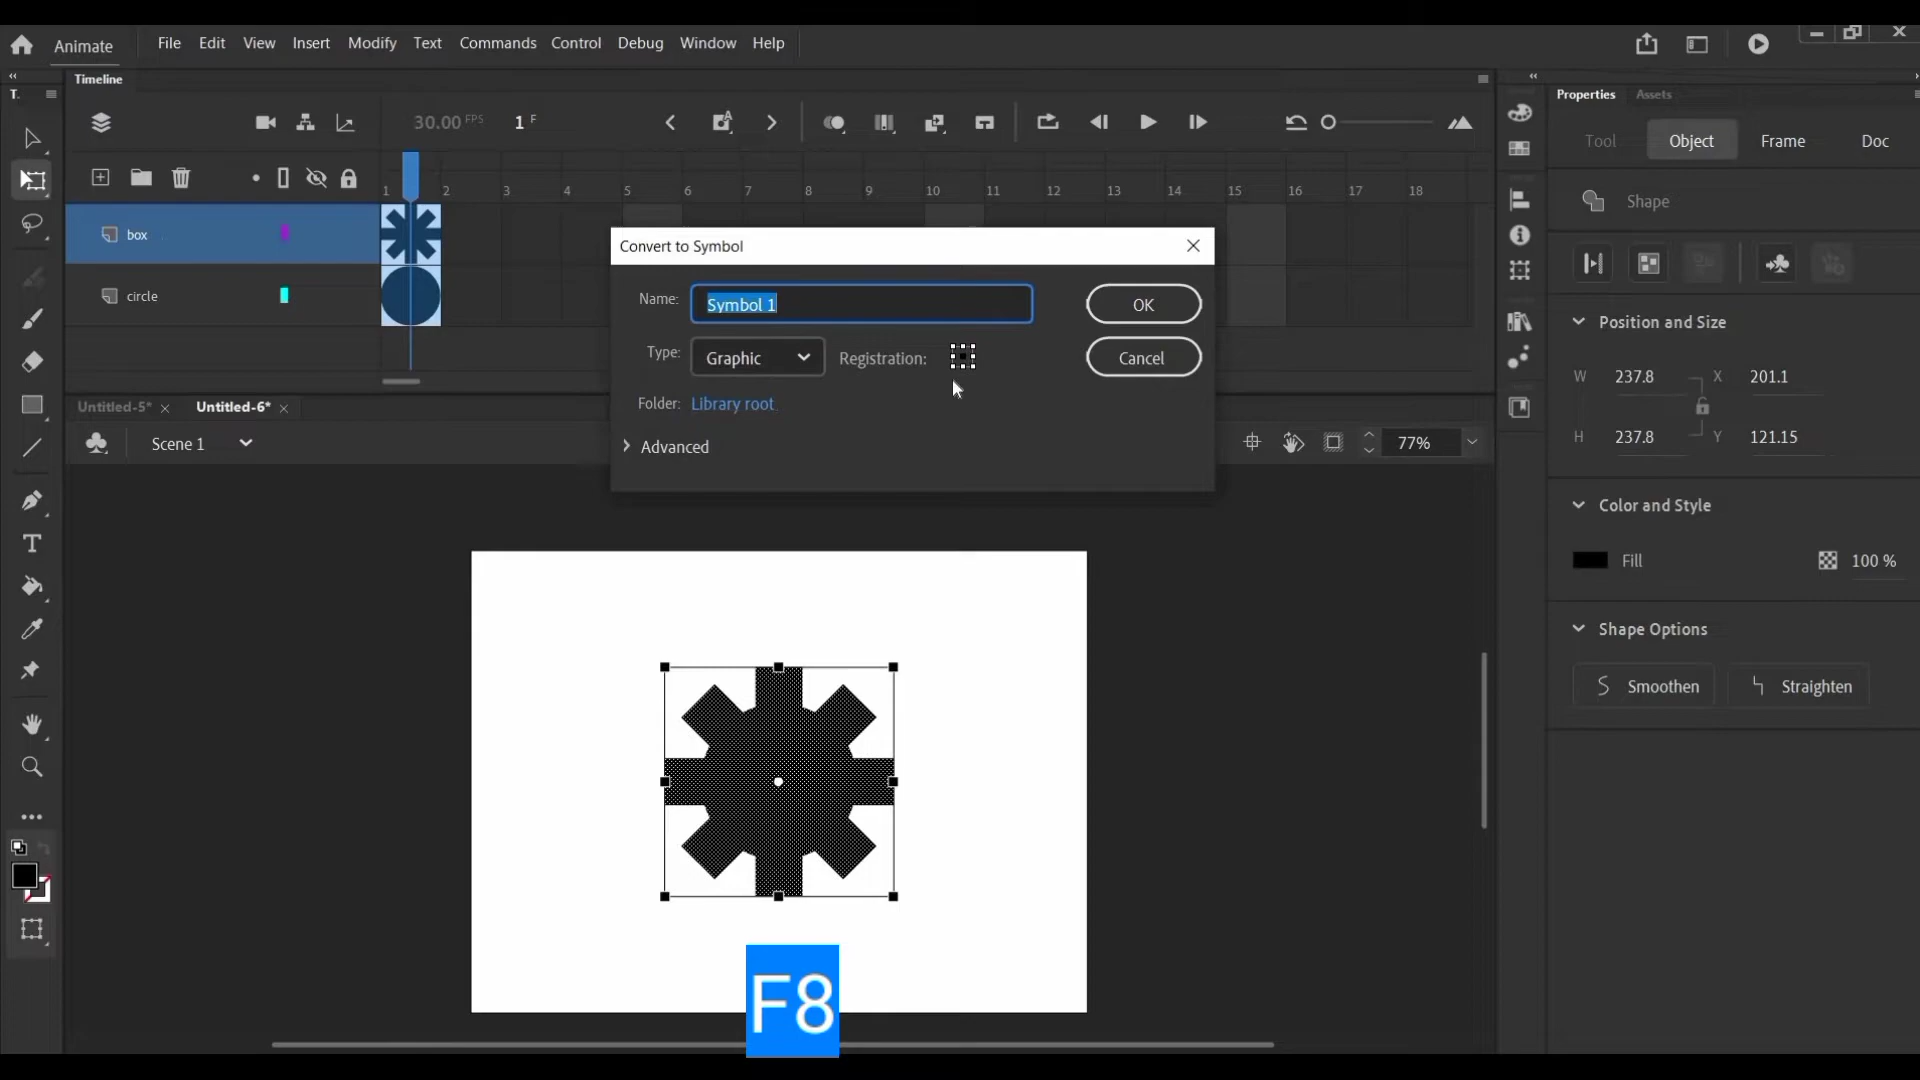 Animate File Edit View Insert Modify Text Commands Control Debug Window Help
T. Timeline Properties Assets
30.00 FPS 1 F
Tool Object Frame Doc
1 2 3 4 5 6 7 8 9 10 11 12 13 14 15 16 17 18
Shape
box
circle
Convert to Symbol
Name: Symbol 1 OK
Type: Graphic Registration: Cancel
Folder: Library root
Advanced
Position and Size
W 237.8 X 201.1
H 237.8 Y 121.15
Untitled-5* Untitled-6*
Scene 1 77%
Color and Style
Fill 100 %
Shape Options
Smoothen Straighten
F8